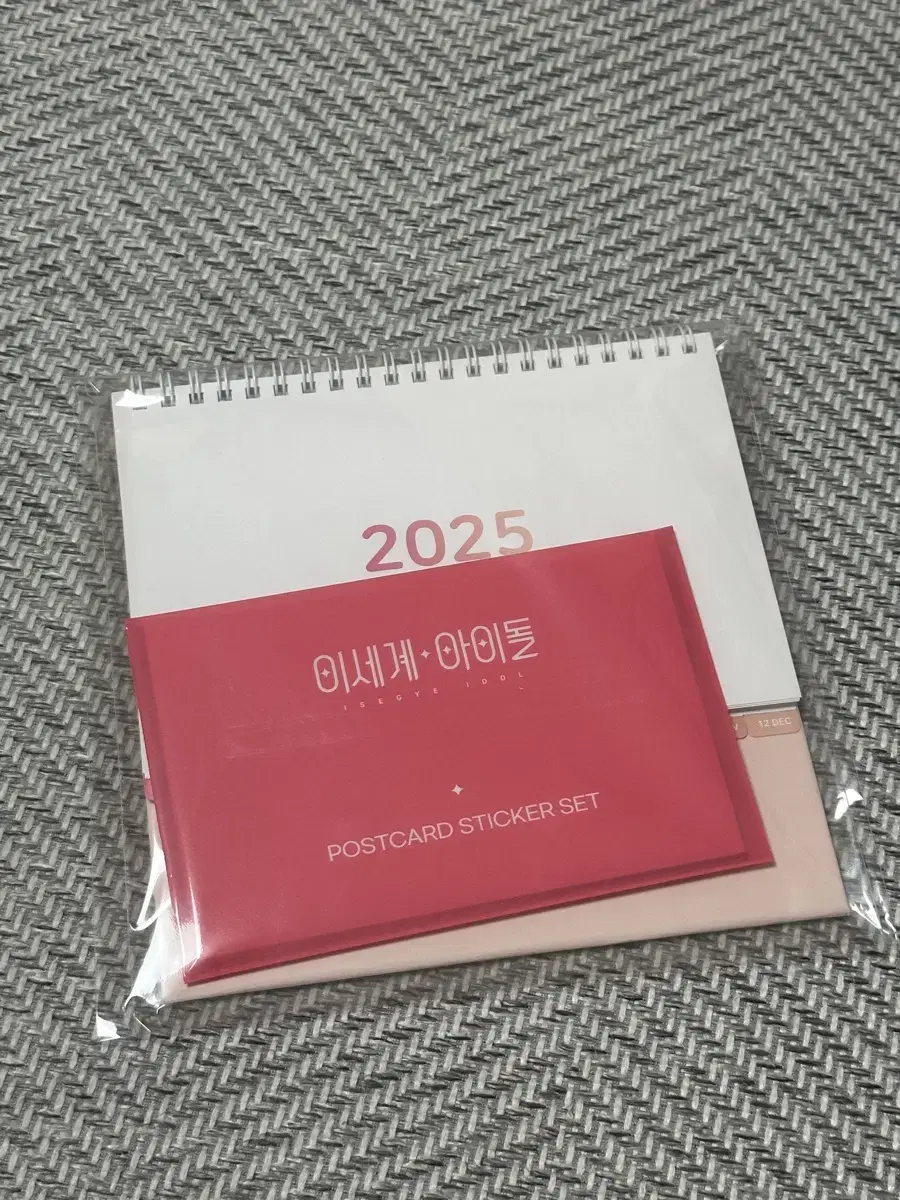 2025
이세계아이돌
ISEGYE IDOL
POSTCARD STICKER SET
12 DEC